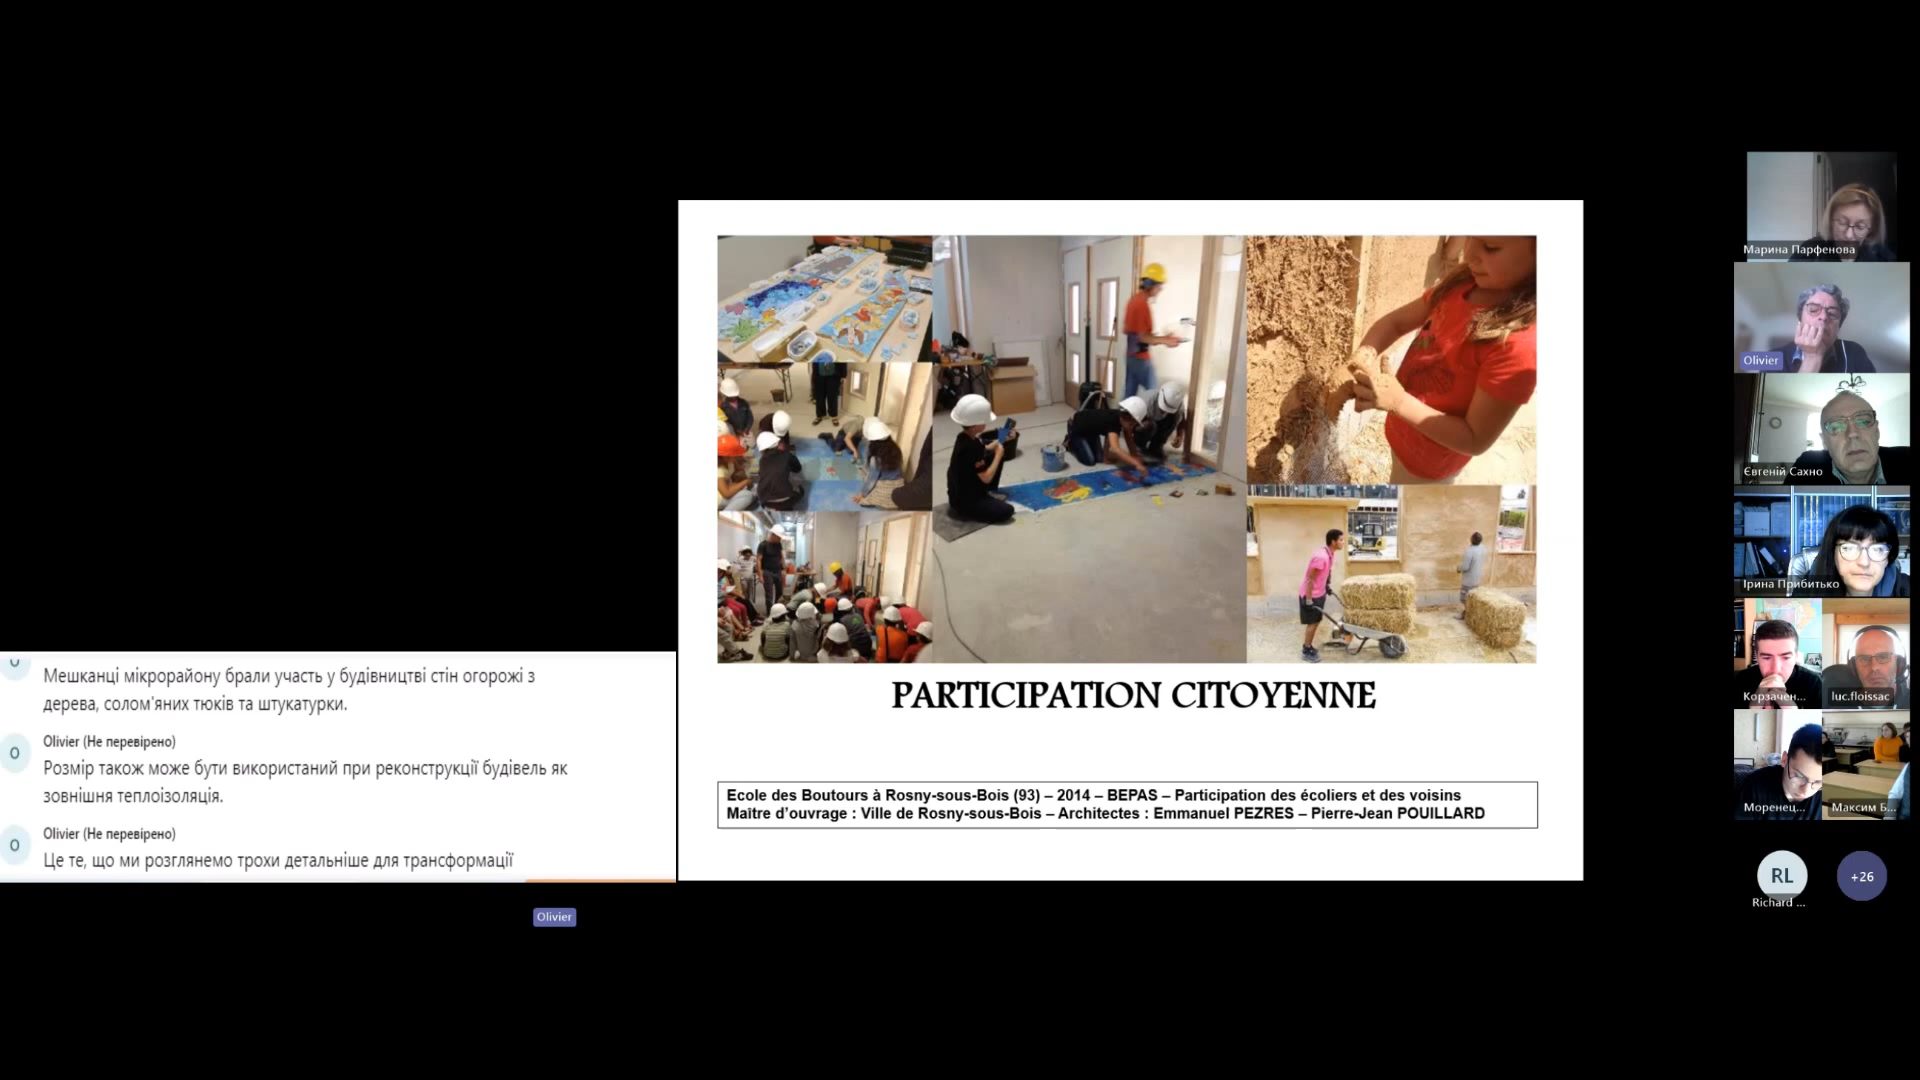 Мешканці мікрорайону брали участь у будівництві стін огорожі з
дерева, солом'яних тюків та штукатурки.
Olivier (Не перевірено)
Розмір також може бути використаний при реконструкції будівель як
зовнішня теплоізоляція.
Olivier (Не перевірено)
Це те, що ми розглянемо трохи детальніше для трансформації
O
O
Olivier
PARTICIPATION CITOYENNE
Ecole des Boutours à Rosny-sous-Bois (93) – 2014 – BEPAS – Participation des écoliers et des voisins
Maître d'ouvrage : Ville de Rosny-sous-Bois – Architectes : Emmanuel PEZRES – Pierre-Jean POUILLARD
Марина Парфенова
Olivier
Євгеній Сахно
Ірина Прибитько
Корзачен...
luc.floissac
Моренец...
Максим Б...
RL
Richard ...
+26